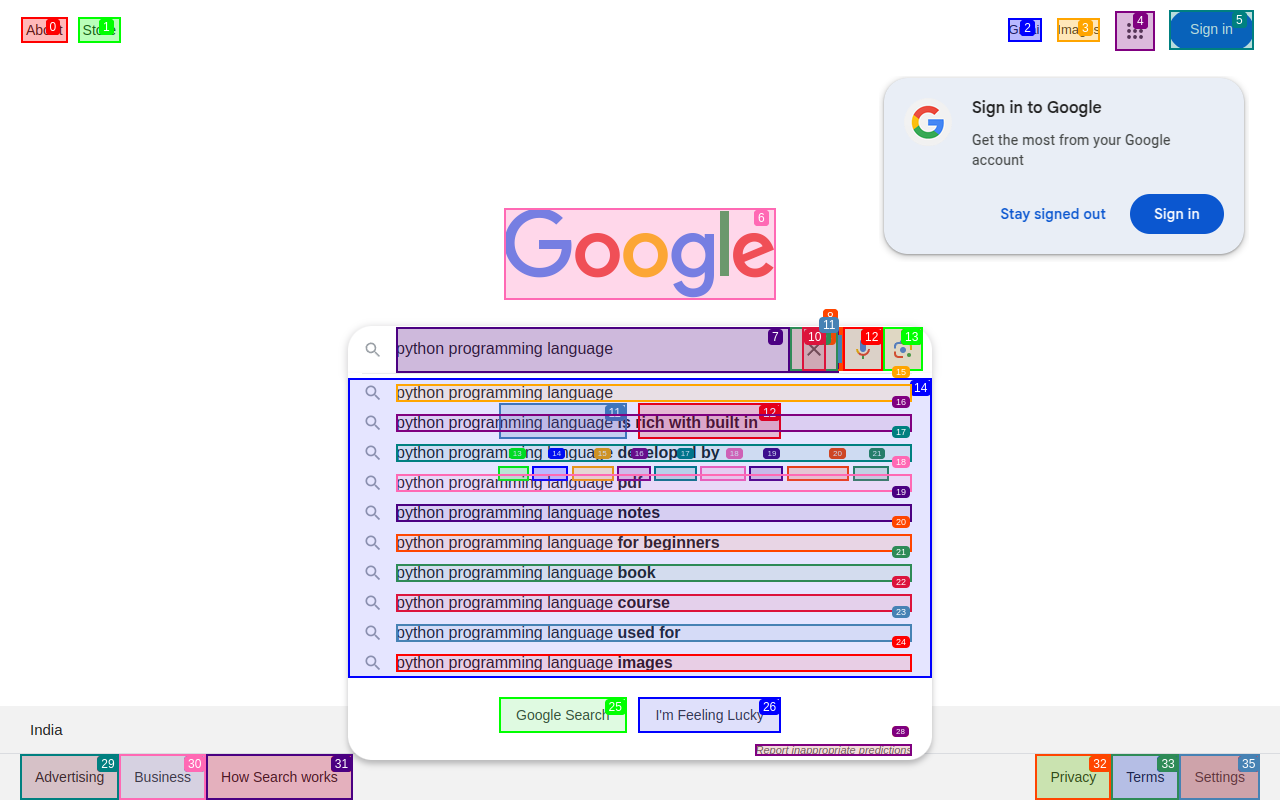 About
Store
Gmail
Images
Sign in
0
1
2
3
4
5
Sign in to Google
Get the most from your Google
account
Stay signed out
Sign in
Google
6
python programming language
7
10
11
12
13
python programming language
14
15
python programming language is rich with built in
16
11
12
python programming language developed by
17
13
14
15
16
17
18
19
20
21
python programming language pdf
18
python programming language notes
19
python programming language for beginners
20
python programming language book
21
python programming language course
22
python programming language used for
23
python programming language images
24
Google Search
25
I'm Feeling Lucky
26
28
Report inappropriate predictions
India
Advertising
29
Business
30
How Search works
31
Privacy
32
Terms
33
Settings
35